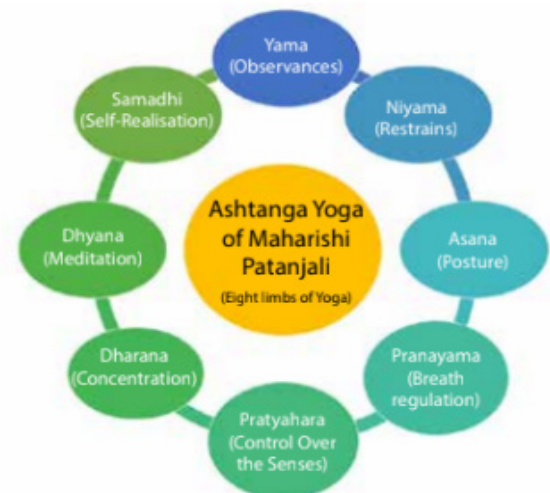 Yama
(Observances)
Niyama
(Restrains)
Asana
(Posture)
Pranayama
(Breath
regulation)
Pratyahara
(Control Over
the Senses)
Dharana
(Concentration)
Dhyana
(Meditation)
Samadhi
(Self-Realisation)
Ashtanga Yoga
of Maharishi
Patanjali
(Eight limbs of Yoga)